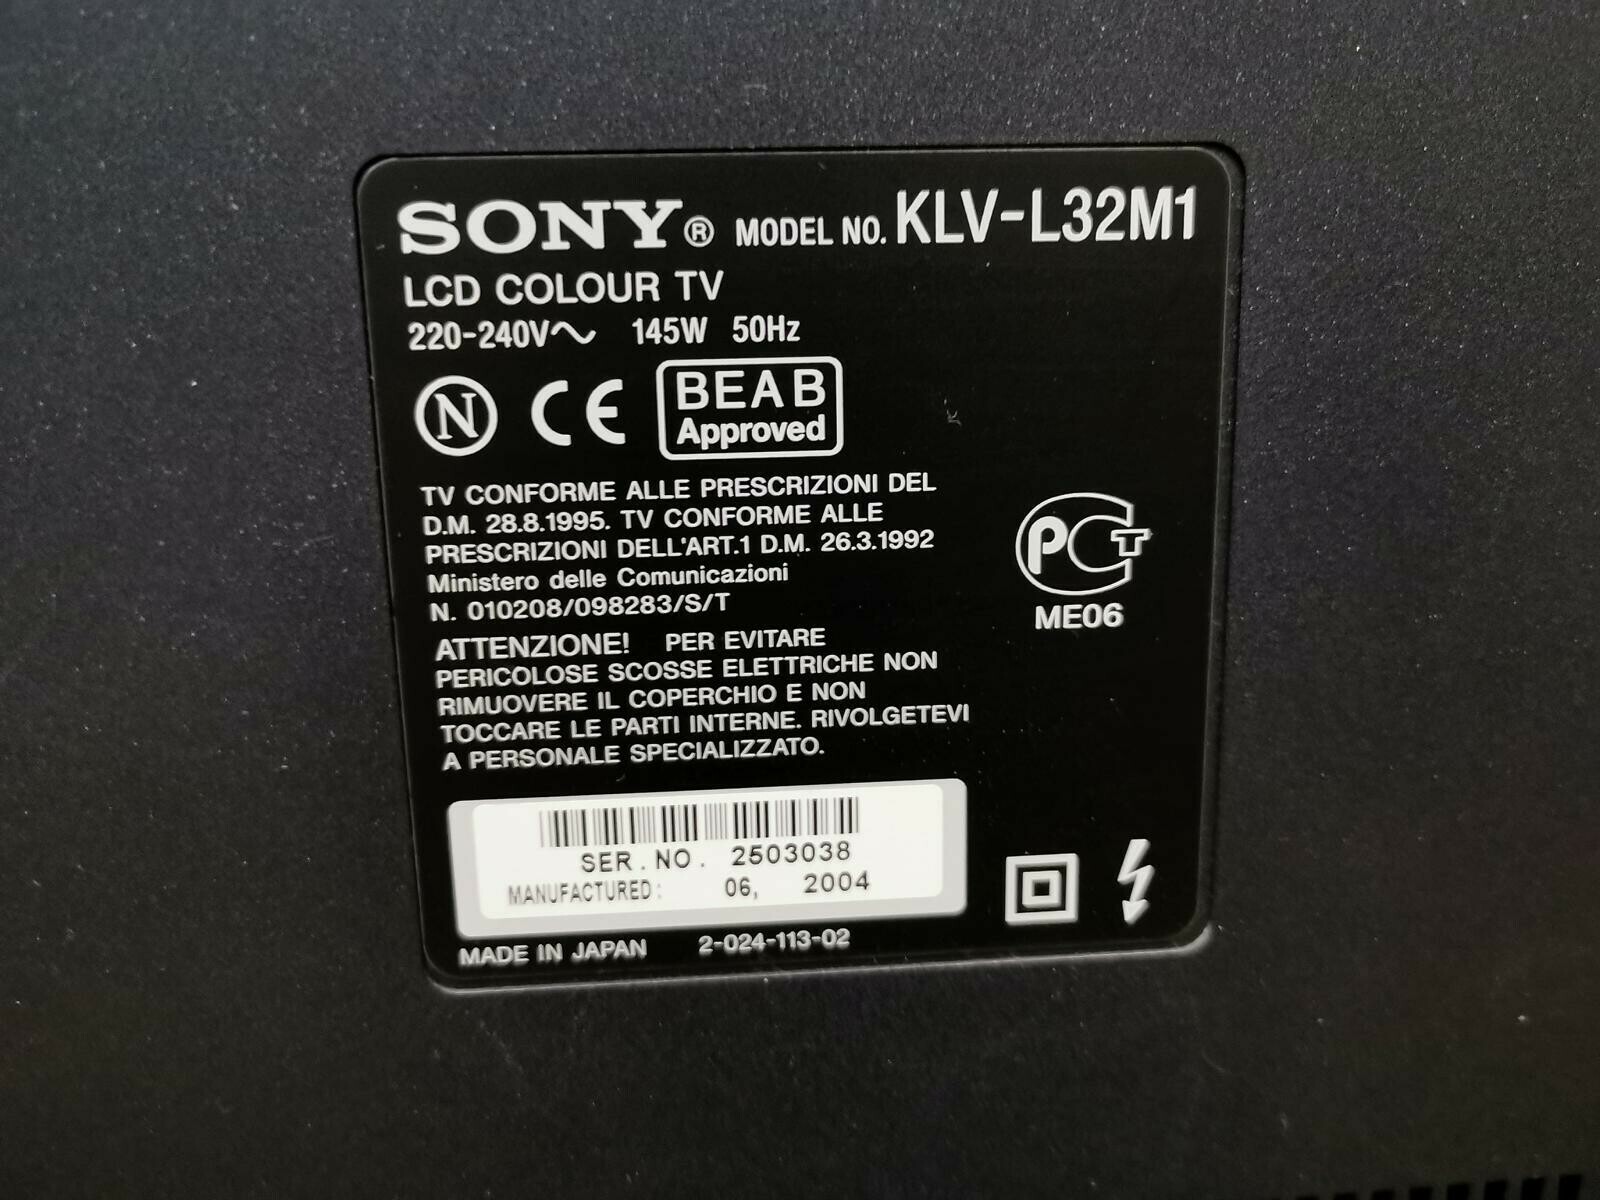 SONY® MODEL NO. KLV-L32M1
LCD COLOUR TV
220-240V~ 145W 50Hz
N CE BEAB
Approved
TV CONFORME ALLE PRESCRIZIONI DEL
D.M. 28.8.1995. TV CONFORME ALLE
PRESCRIZIONI DELL'ART.1 D.M. 26.3.1992
Ministero delle Comunicazioni
N. 010208/098283/S/T
PCT
ME06
ATTENZIONE! PER EVITARE
PERICOLOSE SCOSSE ELETTRICHE NON
RIMUOVERE IL COPERCHIO E NON
TOCCARE LE PARTI INTERNE. RIVOLGETEVI
A PERSONALE SPECIALIZZATO.
SER.NO. 2503038
MANUFACTURED: 06, 2004
MADE IN JAPAN 2-024-113-02